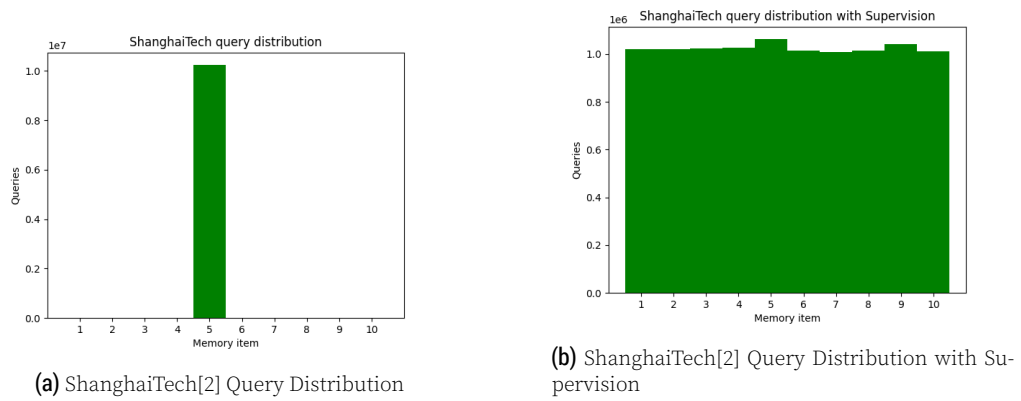 ShanghaiTech query distribution
1e7
1.0
0.8
0.6
0.4
0.2
0.0
Queries
1 2 3 4 5 6 7 8 9 10
Memory item
(a) ShanghaiTech[2] Query Distribution
ShanghaiTech query distribution with Supervision
1e6
1.0
0.8
0.6
0.4
0.2
0.0
Queries
1 2 3 4 5 6 7 8 9 10
Memory item
(b) ShanghaiTech[2] Query Distribution with Su-
pervision